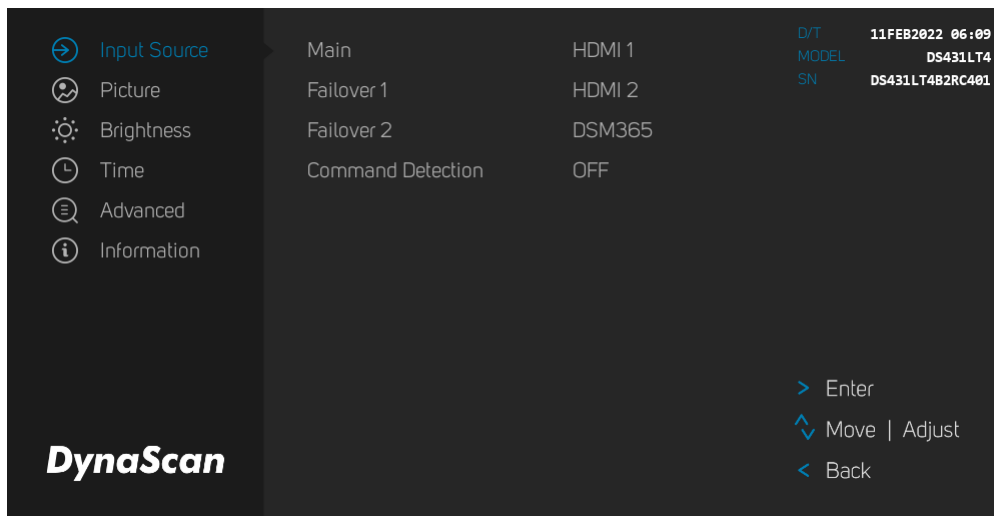 Input Source
Picture
Brightness
Time
Advanced
Information
DynaScan
Main HDMI 1
Failover 1 HDMI 2
Failover 2 DSM365
Command Detection OFF
D/T 11FEB2022 06:09
MODEL DS431LT4
SN DS431LT4B2RC401
> Enter
Move | Adjust
< Back